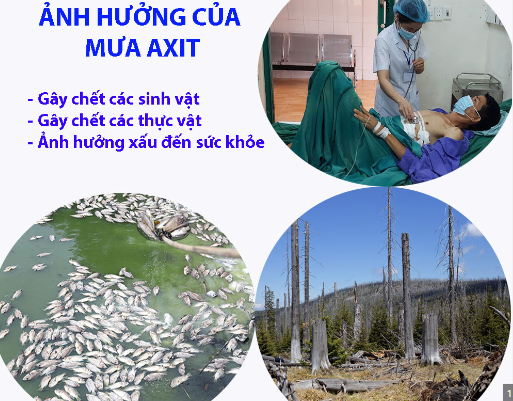 ẢNH HƯỞNG CỦA
MƯA AXIT
- Gây chết các sinh vật
- Gây chết các thực vật
- Ảnh hưởng xấu đến sức khỏe
1